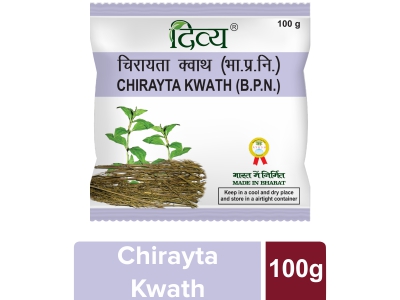 100 g
दिव्य®
चिरायता क्वाथ (भा.प्र.नि.)
CHIRAYTA KWATH (B.P.N.)
भारत में निर्मित
MADE IN BHARAT
Keep in a cool and dry place
and store in a airtight container
Chirayta
Kwath
100g